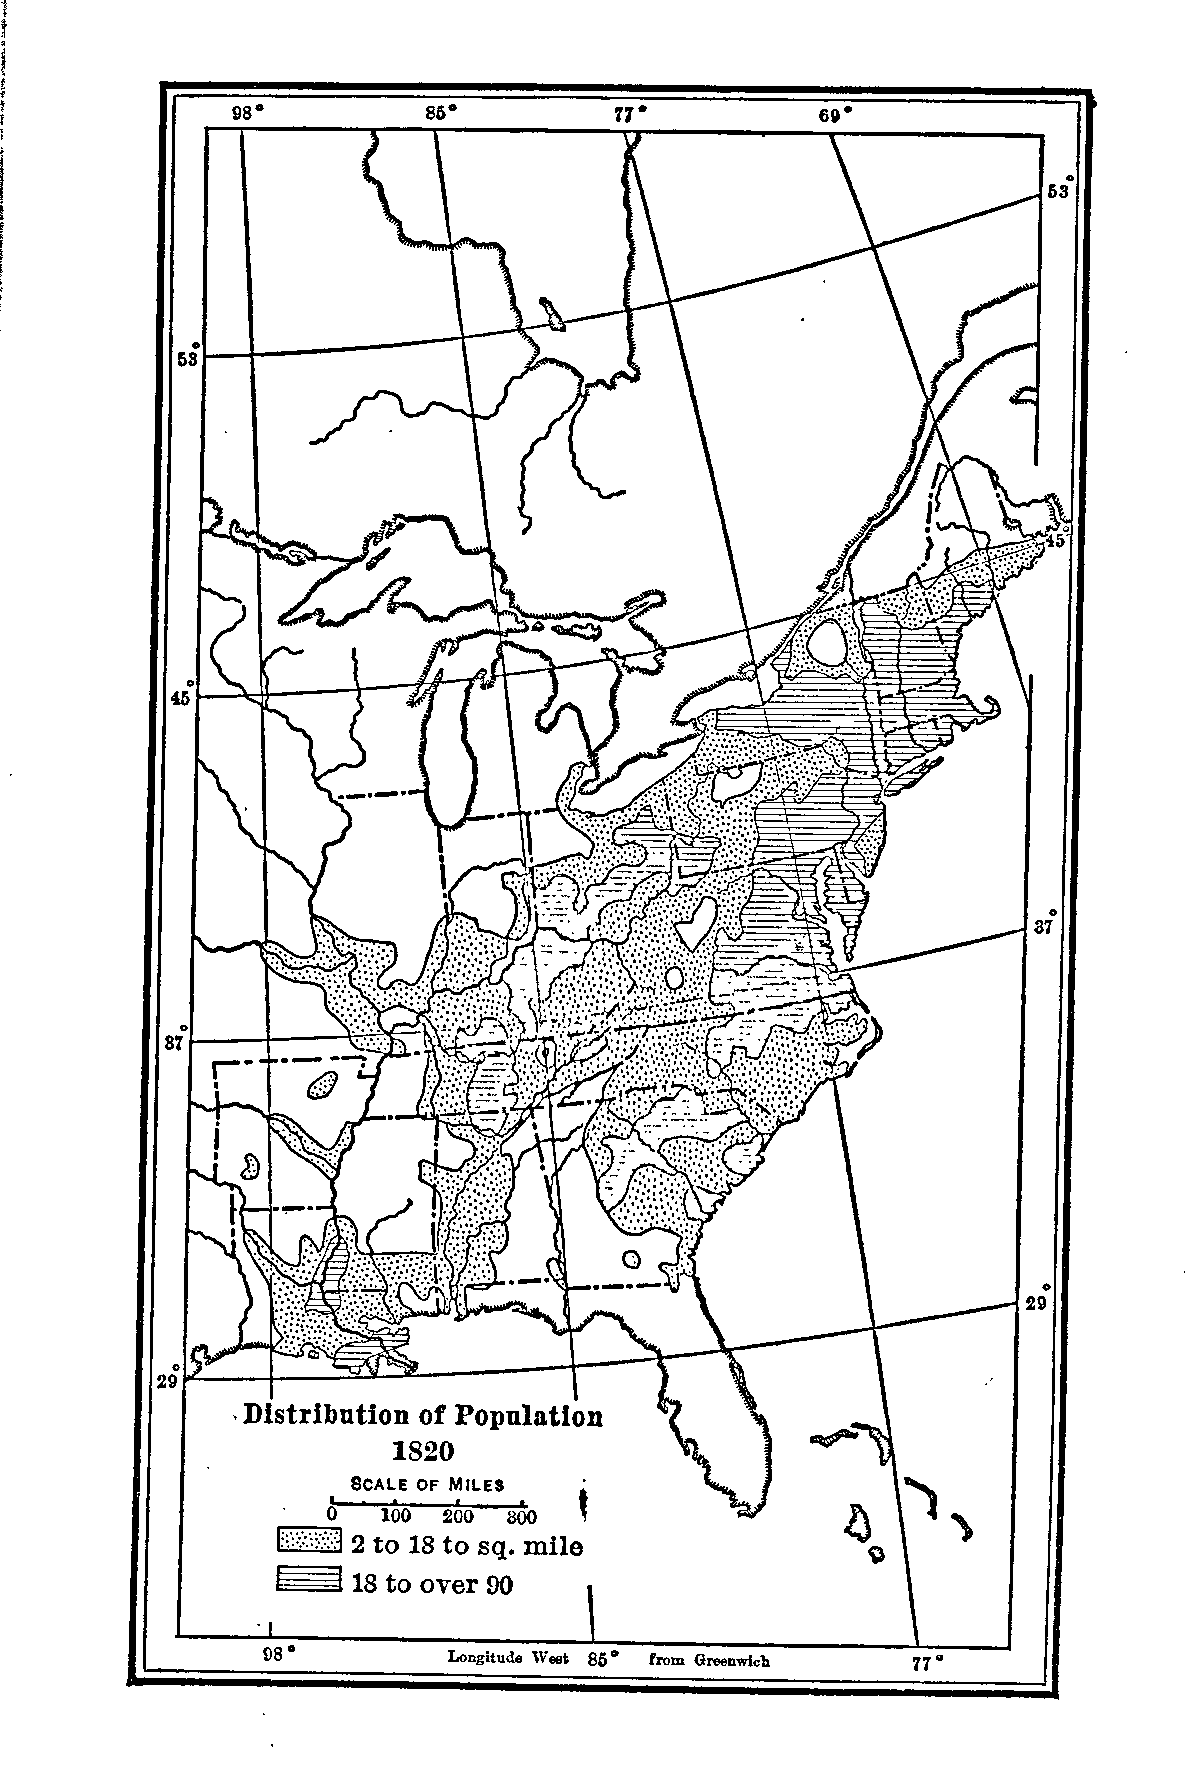 98° 85° 77° 69°
53°
53°
45°
45°
37°
37°
29°
29°
Distribution of Population
1820
SCALE OF MILES
0 100 200 300
2 to 18 to sq. mile
18 to over 90
98° Longitude West 85° from Greenwich 77°